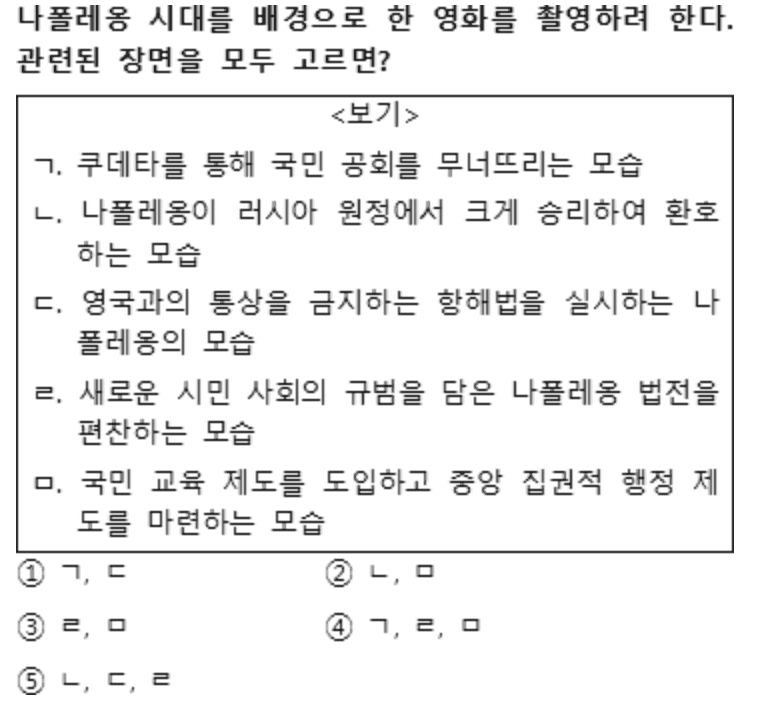 나폴레옹 시대를 배경으로 한 영화를 촬영하려 한다.
관련된 장면을 모두 고르면?
<보기>
ㄱ. 쿠데타를 통해 국민 공회를 무너뜨리는 모습
ㄴ. 나폴레옹이 러시아 원정에서 크게 승리하여 환호
하는 모습
ㄷ. 영국과의 통상을 금지하는 항해법을 실시하는 나
폴레옹의 모습
ㄹ. 새로운 시민 사회의 규범을 담은 나폴레옹 법전을
편찬하는 모습
ㅁ. 국민 교육 제도를 도입하고 중앙 집권적 행정 제
도를 마련하는 모습
① ㄱ, ㄷ ② ㄴ, ㅁ
③ ㄹ, ㅁ ④ ㄱ, ㄹ, ㅁ
⑤ ㄴ, ㄷ, ㄹ